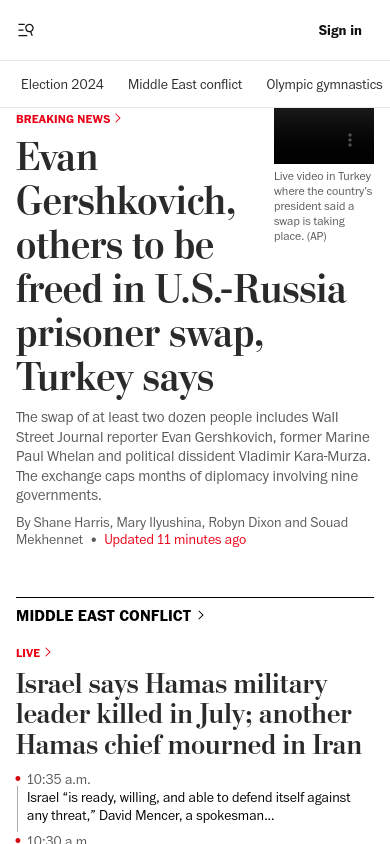 Sign in
Election 2024
Middle East conflict
Olympic gymnastics
BREAKING NEWS
Evan
Gershkovich,
others to be
freed in U.S.-Russia
prisoner swap,
Turkey says
Live video in Turkey
where the country's
president said a
swap is taking
place. (AP)
The swap of at least two dozen people includes Wall
Street Journal reporter Evan Gershkovich, former Marine
Paul Whelan and political dissident Vladimir Kara-Murza.
The exchange caps months of diplomacy involving nine
governments.
By Shane Harris, Mary Ilyushina, Robyn Dixon and Souad
Mekhennet • Updated 11 minutes ago
MIDDLE EAST CONFLICT
LIVE
Israel says Hamas military
leader killed in July; another
Hamas chief mourned in Iran
10:35 a.m.
Israel “is ready, willing, and able to defend itself against
any threat,” David Mencer, a spokesman...
10:30 a.m.